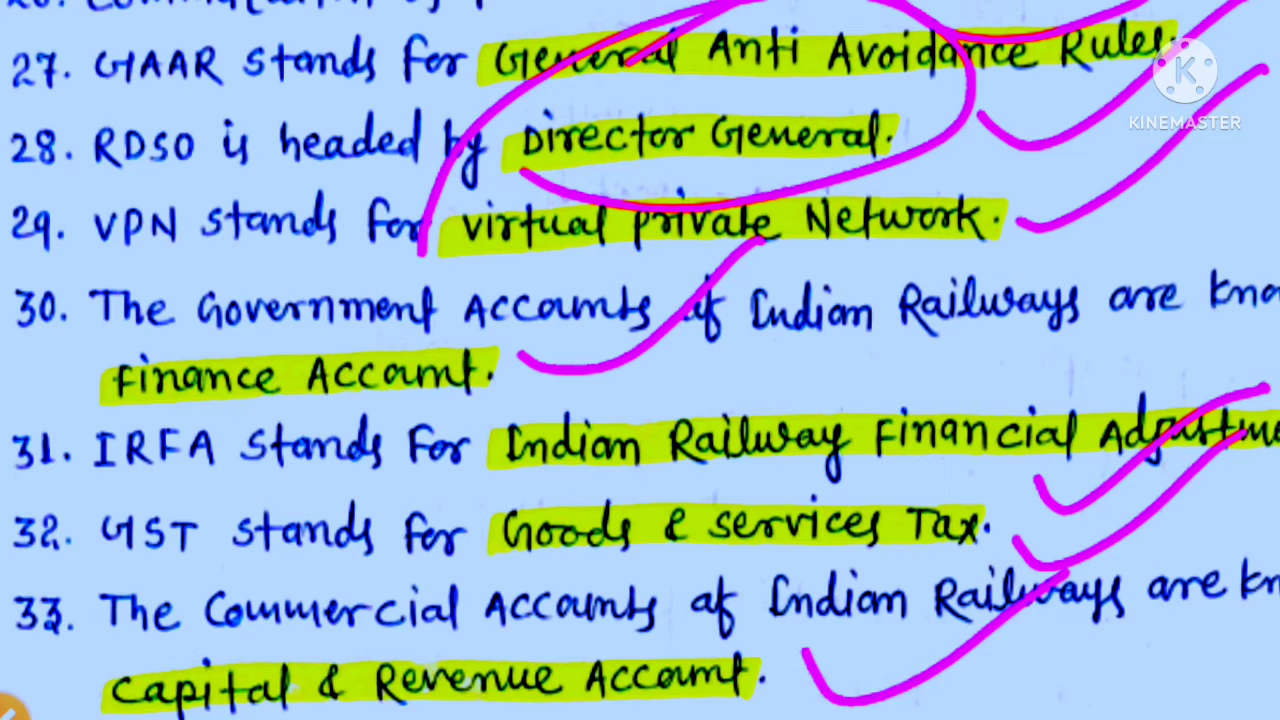 27. GAAR stands for General Anti Avoidance Rules.
28. RDSO is headed by Director General.
29. VPN stands for virtual private Network.
30. The Government Accounts of Indian Railways are
Finance Account.
31. IRFA stands for Indian Railway Financial
32. GST stands for Goods & services Tax.
33. The Commercial Accounts of Indian Railways are
Capital & Revenue Account.
K
KINEMASTER